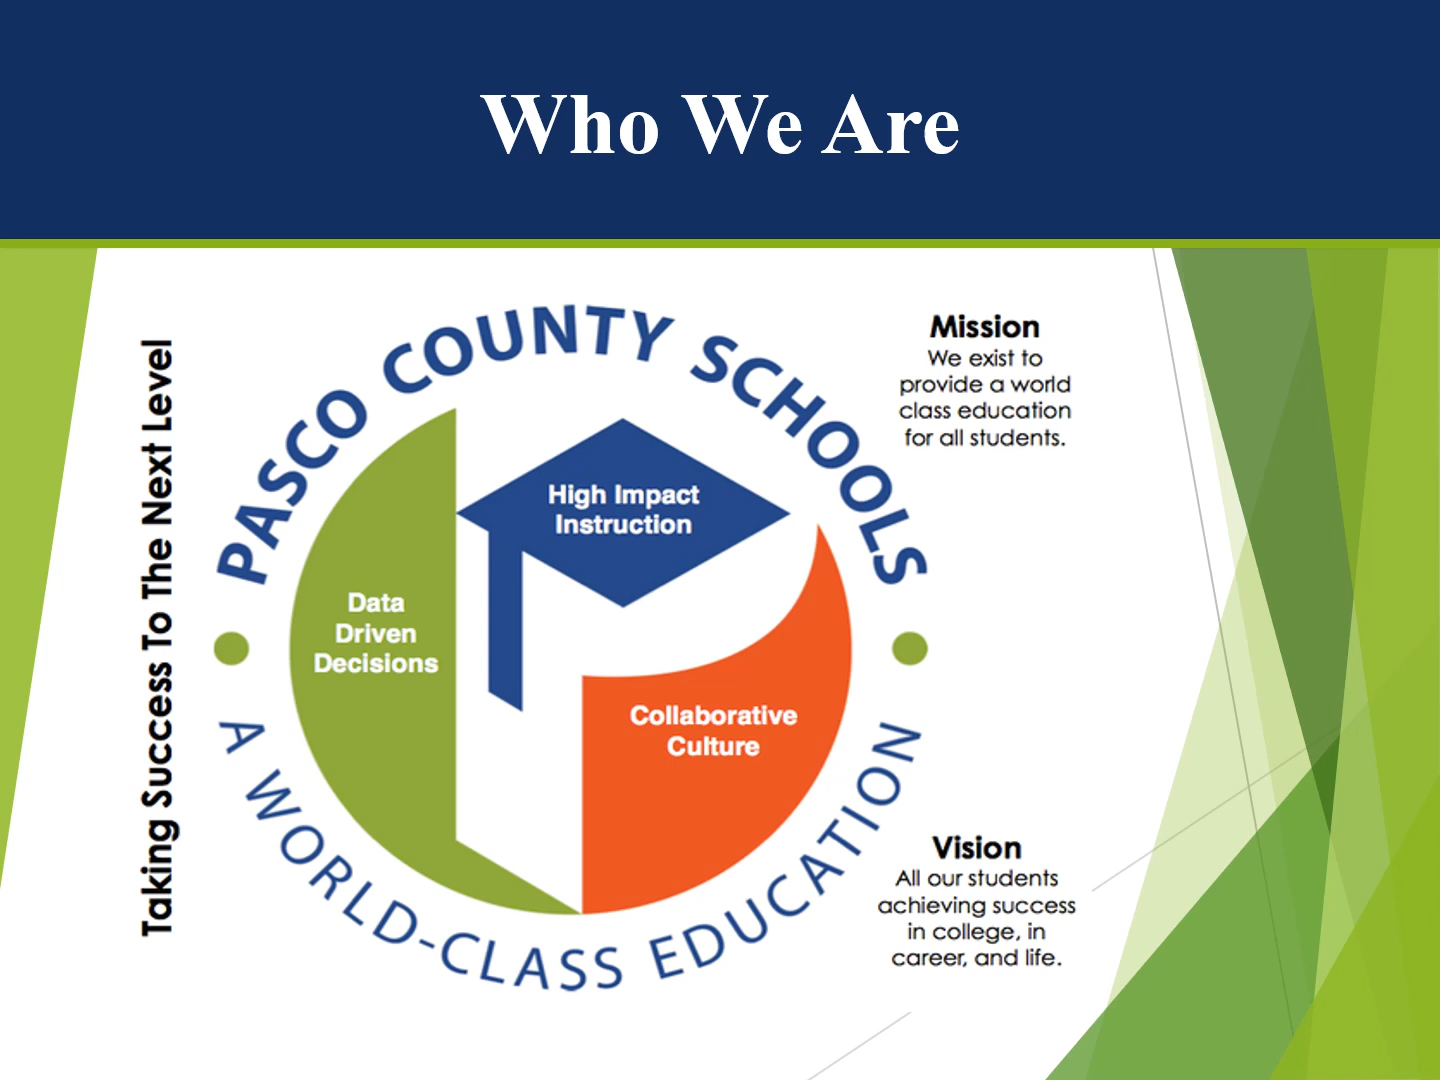 Who We Are
Taking Success To The Next Level
PASCO COUNTY SCHOOLS
High Impact
Instruction
Data
Driven
Decisions
Collaborative
Culture
A WORLD-CLASS EDUCATION
Mission
We exist to
provide a world
class education
for all students.
Vision
All our students
achieving success
in college, in
career, and life.